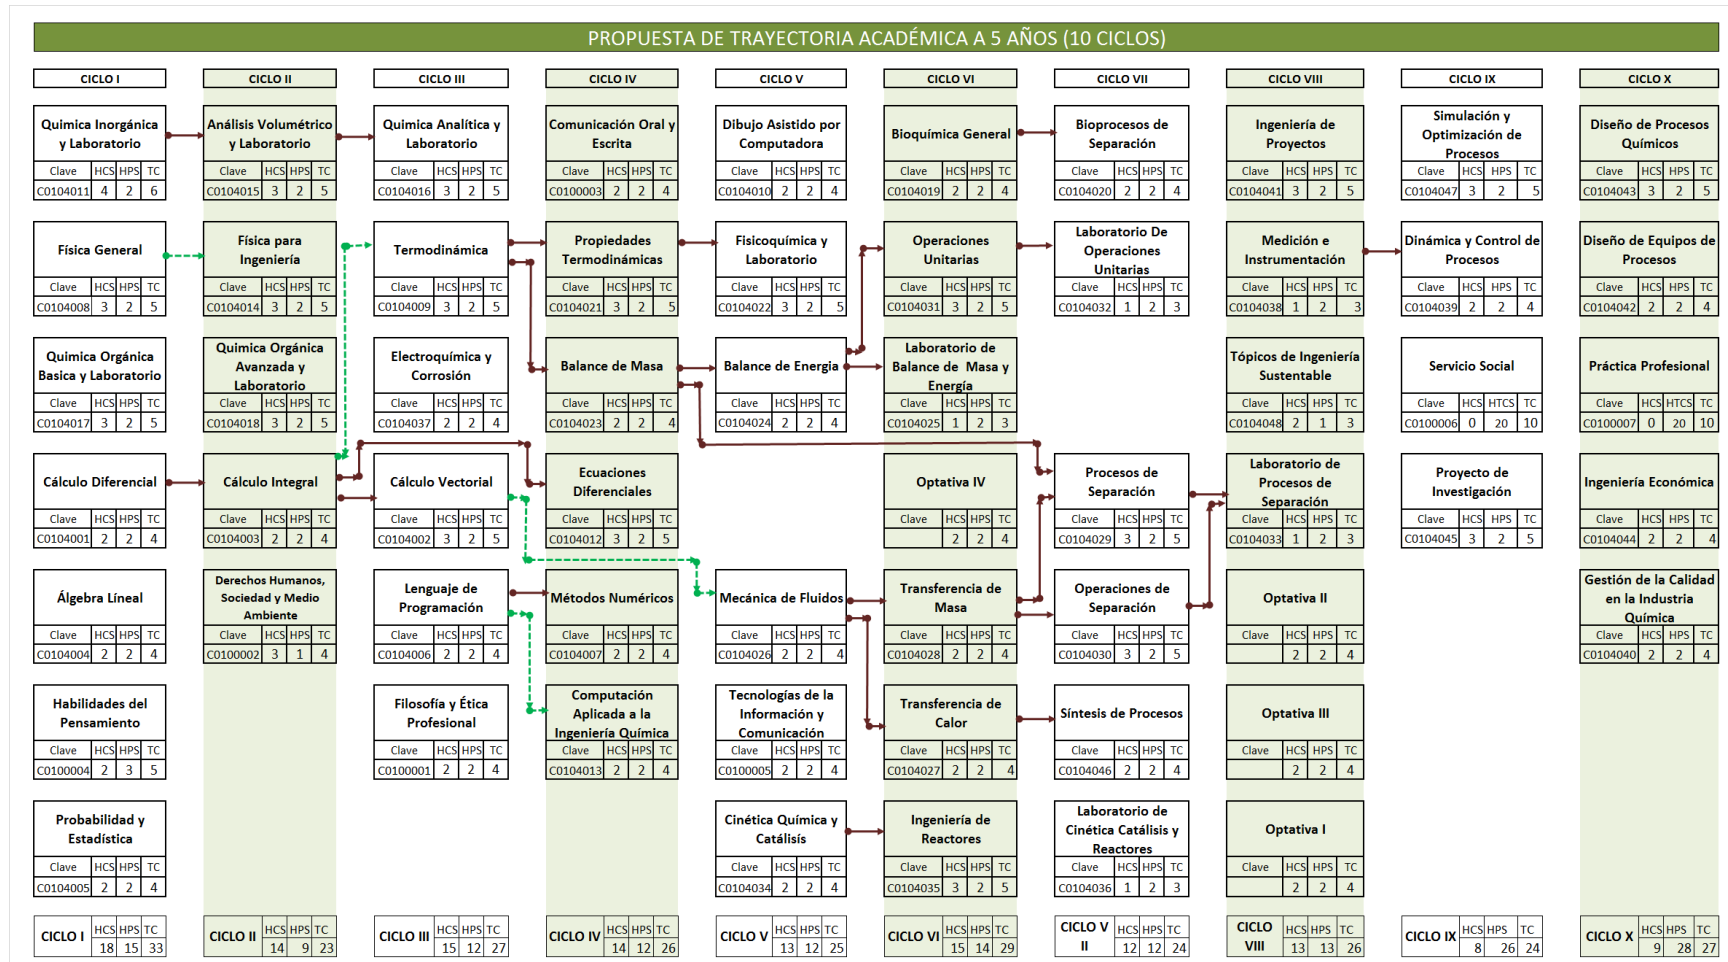 PROPUESTA DE TRAYECTORIA ACADÉMICA A 5 AÑOS (10 CICLOS)
CICLO I
Quimica Inorgánica
y Laboratorio
Clave HCS HPS TC
C0104011 4 2 6
Física General
Clave HCS HPS TC
C0104008 3 2 5
Quimica Orgánica
Basica y Laboratorio
Clave HCS HPS TC
C0104017 3 2 5
Cálculo Diferencial
Clave HCS HPS TC
C0104001 2 2 4
Álgebra Líneal
Clave HCS HPS TC
C0104004 2 2 4
Habilidades del
Pensamiento
Clave HCS HPS TC
C0100004 2 3 5
Probabilidad y
Estadística
Clave HCS HPS TC
C0104005 2 2 4
CICLO I HCS HPS TC
18 15 33
CICLO II
Análisis Volumétrico
y Laboratorio
Clave HCS HPS TC
C0104015 3 2 5
Física para
Ingeniería
Clave HCS HPS TC
C0104014 3 2 5
Quimica Orgánica
Avanzada y
Laboratorio
Clave HCS HPS TC
C0104018 3 2 5
Cálculo Integral
Clave HCS HPS TC
C0104003 2 2 4
Derechos Humanos,
Sociedad y Medio
Ambiente
Clave HCS HPS TC
C0100002 3 1 4
CICLO II HCS HPS TC
14 9 23
CICLO III
Quimica Analítica y
Laboratorio
Clave HCS HPS TC
C0104016 3 2 5
Termodinámica
Clave HCS HPS TC
C0104009 3 2 5
Electroquímica y
Corrosión
Clave HCS HPS TC
C0104037 2 2 4
Cálculo Vectorial
Clave HCS HPS TC
C0104002 3 2 5
Lenguaje de
Programación
Clave HCS HPS TC
C0104006 2 2 4
Filosofía y Ética
Profesional
Clave HCS HPS TC
C0100001 2 2 4
CICLO III HCS HPS TC
15 12 27
CICLO IV
Comunicación Oral y
Escrita
Clave HCS HPS TC
C0100003 2 2 4
Propiedades
Termodinámicas
Clave HCS HPS TC
C0104021 3 2 5
Balance de Masa
Clave HCS HPS TC
C0104023 2 2 4
Ecuaciones
Diferenciales
Clave HCS HPS TC
C0104012 3 2 5
Métodos Numéricos
Clave HCS HPS TC
C0104007 2 2 4
Computación
Aplicada a la
Ingeniería Química
Clave HCS HPS TC
C0104013 2 2 4
CICLO IV HCS HPS TC
14 12 26
CICLO V
Dibujo Asistido por
Computadora
Clave HCS HPS TC
C0104010 2 2 4
Fisicoquímica y
Laboratorio
Clave HCS HPS TC
C0104022 3 2 5
Balance de Energia
Clave HCS HPS TC
C0104024 2 2 4
Mecánica de Fluidos
Clave HCS HPS TC
C0104026 2 2 4
Tecnologías de la
Información y
Comunicación
Clave HCS HPS TC
C0100005 2 2 4
Cinética Química y
Catálisís
Clave HCS HPS TC
C0104034 2 2 4
CICLO V HCS HPS TC
13 12 25
CICLO VI
Bioquímica General
Clave HCS HPS TC
C0104019 2 2 4
Operaciones
Unitarias
Clave HCS HPS TC
C0104031 3 2 5
Laboratorio de
Balance de Masa y
Energía
Clave HCS HPS TC
C0104025 1 2 3
Optativa IV
Clave HCS HPS TC
2 2 4
Transferencia de
Masa
Clave HCS HPS TC
C0104028 2 2 4
Transferencia de
Calor
Clave HCS HPS TC
C0104027 2 2 4
Ingeniería de
Reactores
Clave HCS HPS TC
C0104035 3 2 5
CICLO VI HCS HPS TC
15 14 29
CICLO VII
Bioprocesos de
Separación
Clave HCS HPS TC
C0104020 2 2 4
Laboratorio De
Operaciones
Unitarias
Clave HCS HPS TC
C0104032 1 2 3
Procesos de
Separación
Clave HCS HPS TC
C0104029 3 2 5
Operaciones de
Separación
Clave HCS HPS TC
C0104030 3 2 5
Síntesis de Procesos
Clave HCS HPS TC
C0104046 2 2 4
Laboratorio de
Cinética Catálisis y
Reactores
Clave HCS HPS TC
C0104036 1 2 3
CICLO V
II HCS HPS TC
12 12 24
CICLO VIII
Ingeniería de
Proyectos
Clave HCS HPS TC
C0104041 3 2 5
Medición e
Instrumentación
Clave HCS HPS TC
C0104038 1 2 3
Tópicos de Ingeniería
Sustentable
Clave HCS HPS TC
C0104048 2 1 3
Laboratorio de
Procesos de
Separación
Clave HCS HPS TC
C0104033 1 2 3
Optativa II
Clave HCS HPS TC
2 2 4
Optativa III
Clave HCS HPS TC
2 2 4
Optativa I
Clave HCS HPS TC
2 2 4
CICLO
VIII HCS HPS TC
13 13 26
CICLO IX
Simulación y
Optimización de
Procesos
Clave HCS HPS TC
C0104047 3 2 5
Dinámica y Control de
Procesos
Clave HCS HPS TC
C0104039 2 2 4
Servicio Social
Clave HCS HPS TC
C0100006 0 20 10
Proyecto de
Investigación
Clave HCS HPS TC
C0104045 3 2 5
CICLO IX HCS HPS TC
8 26 24
CICLO X
Diseño de Procesos
Químicos
Clave HCS HPS TC
C0104043 3 2 5
Diseño de Equipos de
Procesos
Clave HCS HPS TC
C0104042 2 2 4
Práctica Profesional
Clave HCS HTCS TC
C0100007 0 20 10
Ingeniería Económica
Clave HCS HPS TC
C0104044 2 2 4
Gestión de la Calidad
en la Industria
Química
Clave HCS HPS TC
C0104040 2 2 4
CICLO X HCS HPS TC
9 28 27